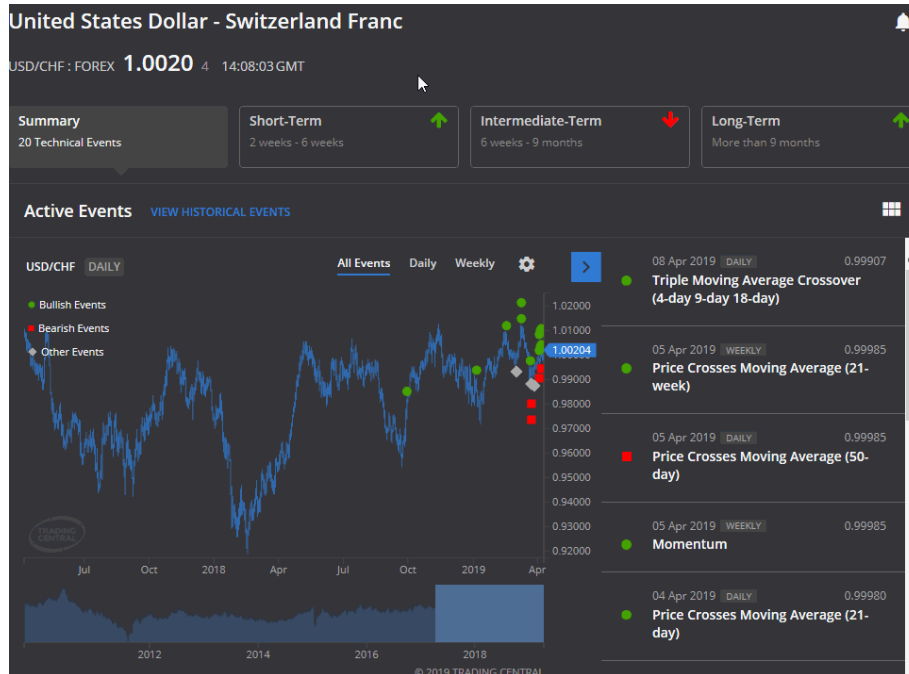 United States Dollar - Switzerland Franc
USD/CHF : FOREX 1.0020 4 14:08:03 GMT
Summary
20 Technical Events
Short-Term
2 weeks - 6 weeks
Intermediate-Term
6 weeks - 9 months
Long-Term
More than 9 months
Active Events VIEW HISTORICAL EVENTS
USD/CHF DAILY
All Events Daily Weekly
Bullish Events
Bearish Events
Other Events
1.02000
1.01000
1.00204
0.99000
0.98000
0.97000
0.96000
0.95000
0.94000
0.93000
0.92000
TRADING
CENTRAL
Jul Oct 2018 Apr Jul Oct 2019 Apr
2012 2014 2016 2018
© 2019 TRADING CENTRAL
08 Apr 2019 DAILY 0.99907
Triple Moving Average Crossover
(4-day 9-day 18-day)
05 Apr 2019 WEEKLY 0.99985
Price Crosses Moving Average (21-
week)
05 Apr 2019 DAILY 0.99985
Price Crosses Moving Average (50-
day)
05 Apr 2019 WEEKLY 0.99985
Momentum
04 Apr 2019 DAILY 0.99980
Price Crosses Moving Average (21-
day)